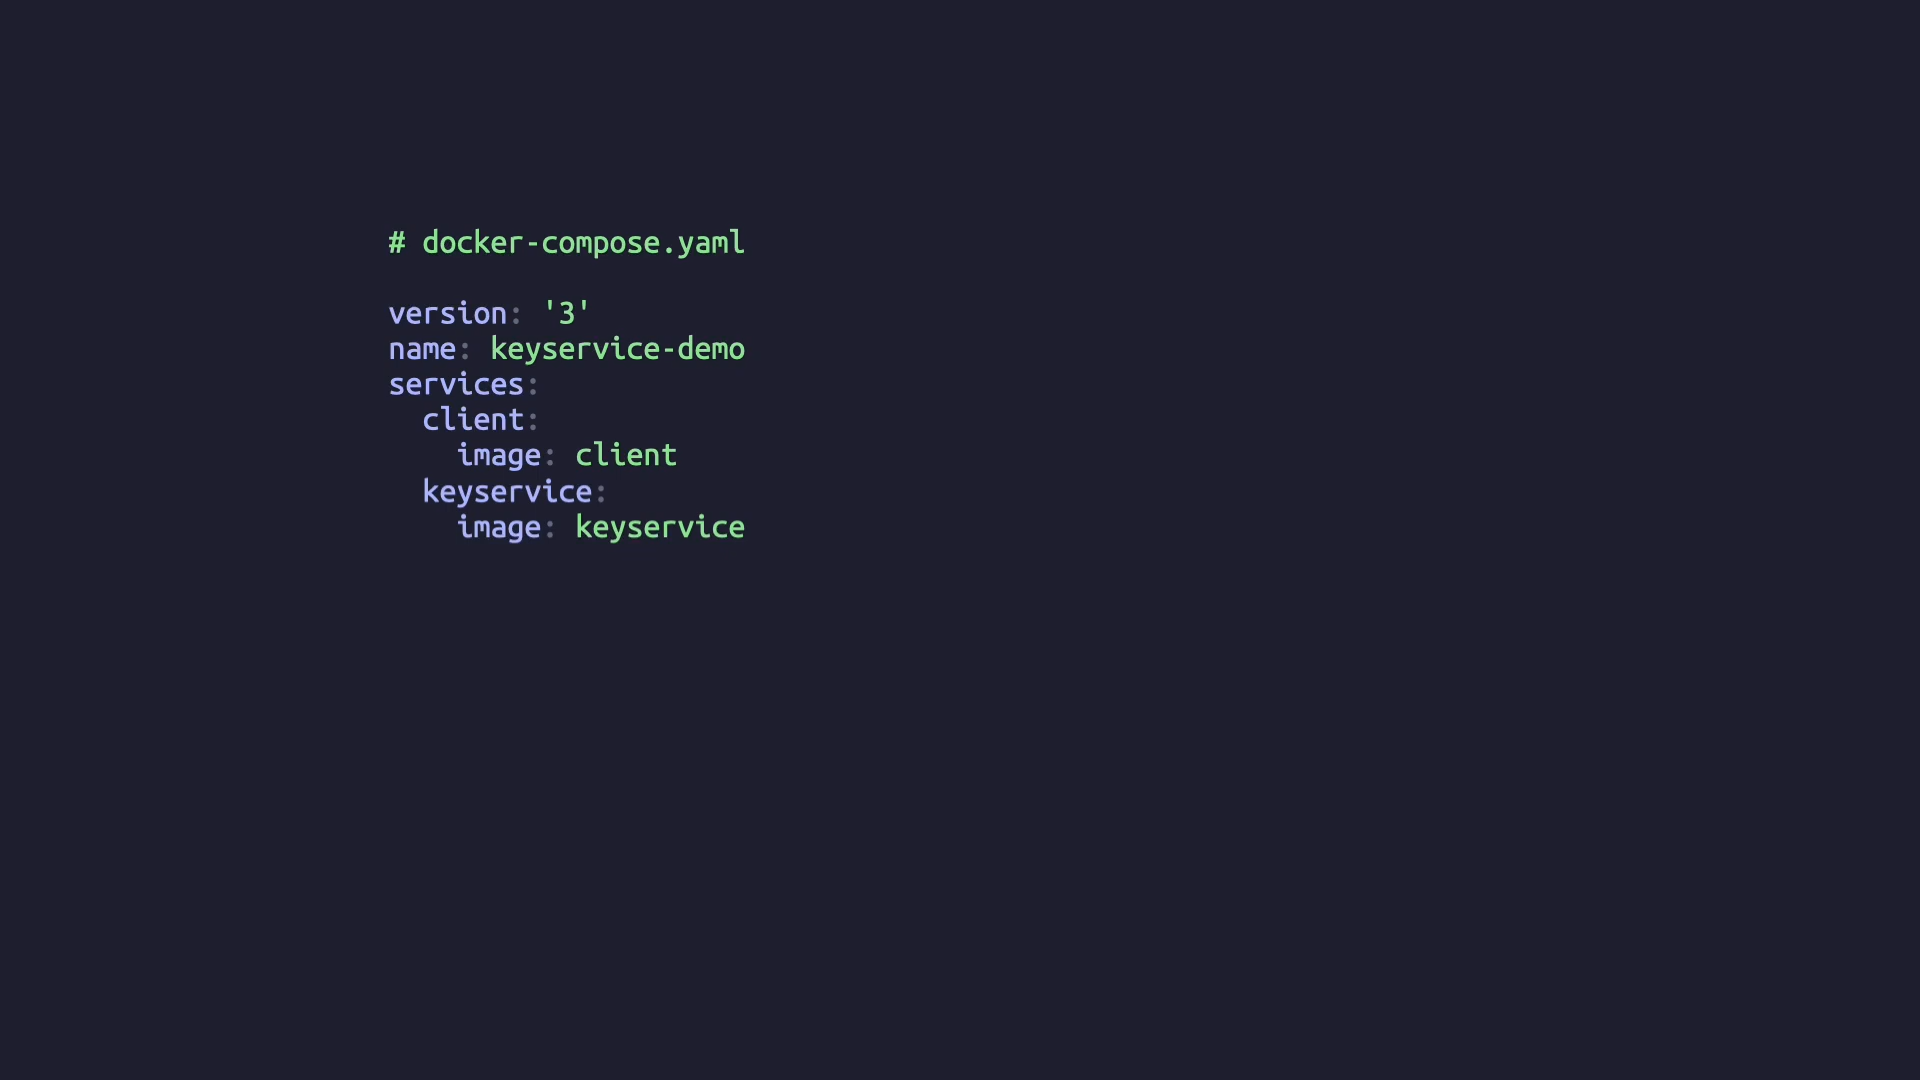 # docker-compose.yaml

version: '3'
name: keyservice-demo
services:
  client:
    image: client
  keyservice:
    image: keyservice